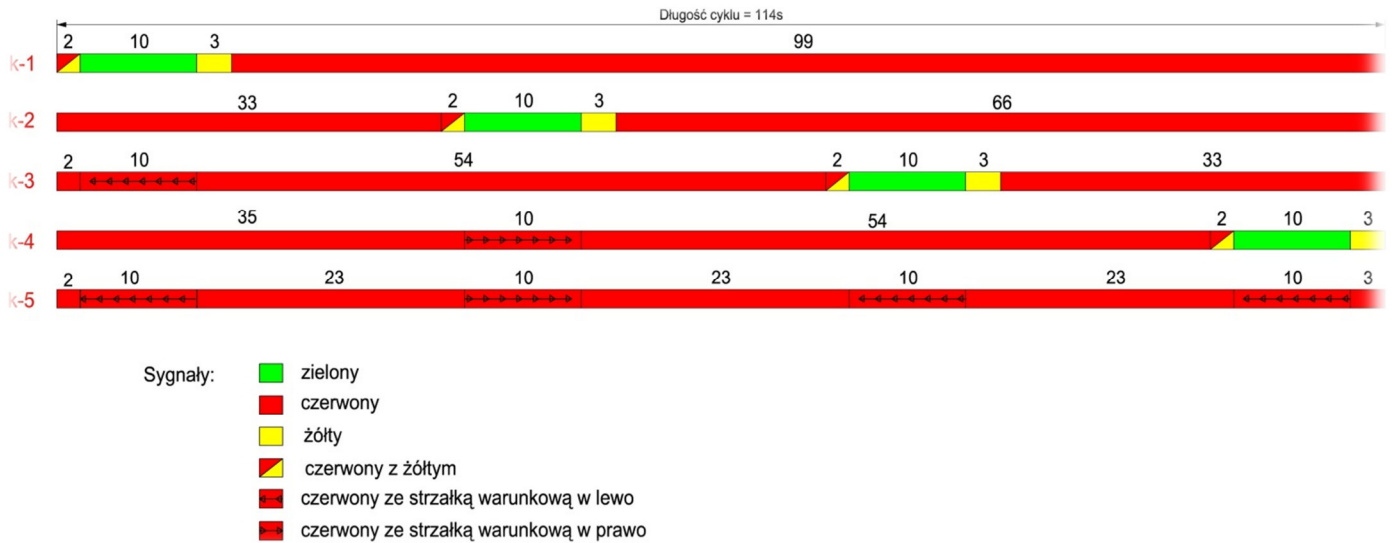 Długość cyklu = 114s
2 10 3 99
k-1
33 2 10 3 66
k-2
2 10 54 2 10 3 33
k-3
35 10 54 2 10 3
k-4
2 10 23 10 23 10 23 10 3
k-5
Sygnały:
zielony
czerwony
żółty
czerwony z żółtym
czerwony ze strzałką warunkową w lewo
czerwony ze strzałką warunkową w prawo